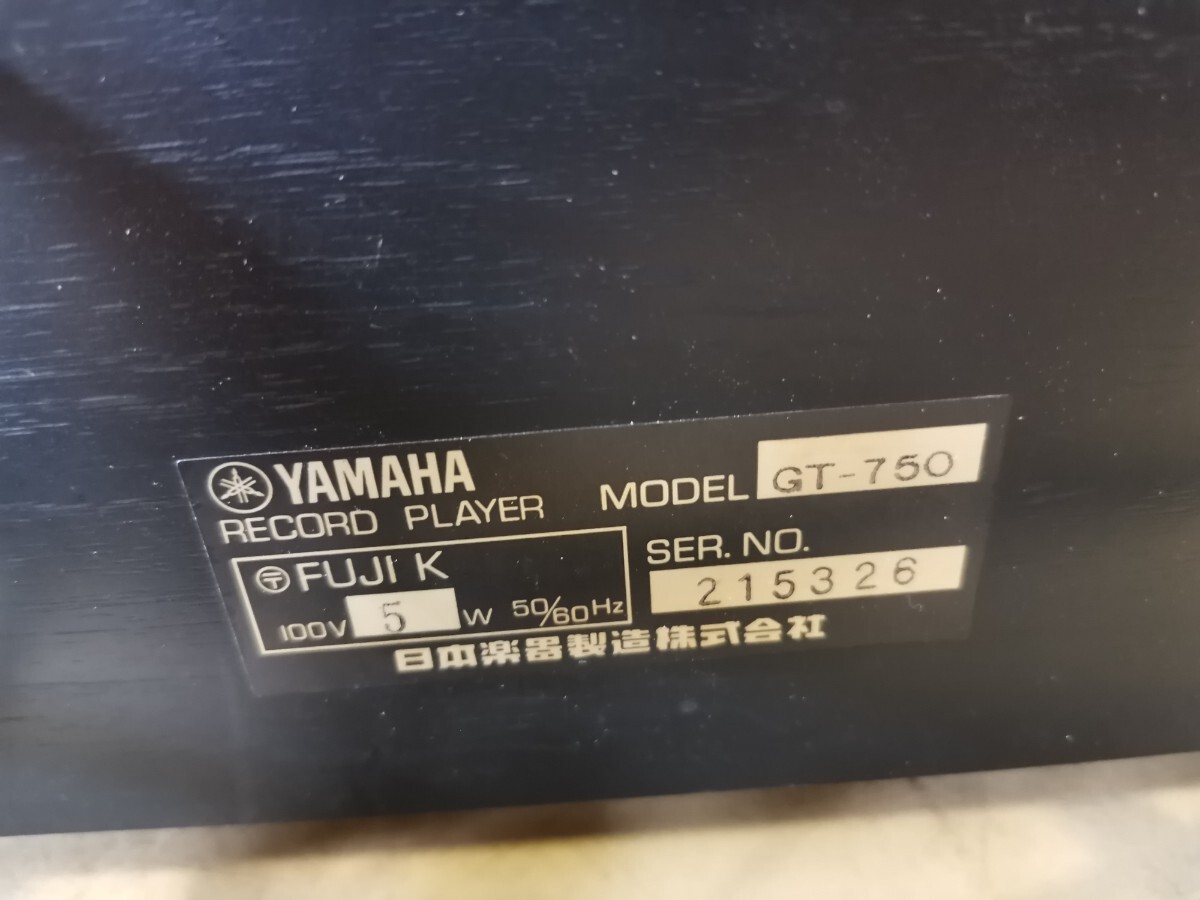 YAMAHA
RECORD PLAYER
MODEL GT-750
〒 FUJI K
100V 5 W 50/60Hz
SER. NO.
215326
日本楽器製造株式会社